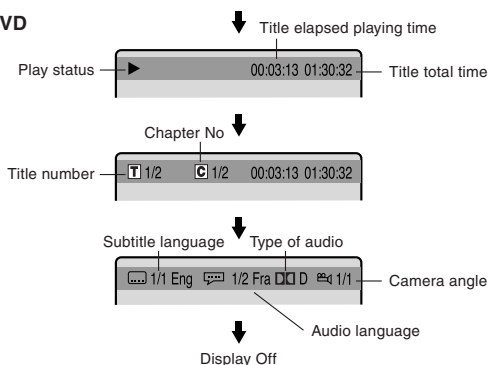 VD
Title elapsed playing time
Play status
00:03:13 01:30:32
Title total time
Chapter No
Title number
T 1/2 C 1/2 00:03:13 01:30:32
Subtitle language Type of audio
1/1 Eng 1/2 Fra D 1/1
Camera angle
Audio language
Display Off